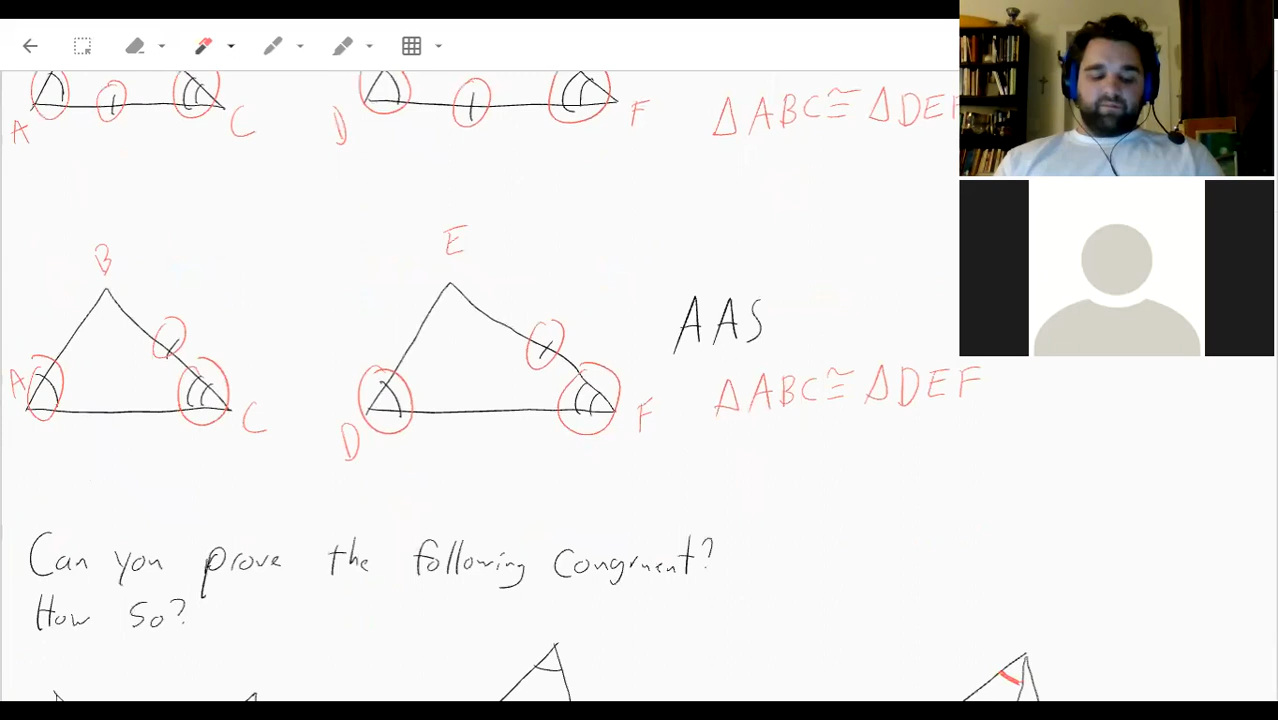 A C D F △ABC≅△DEF
B E
AAS
A C D F △ABC≅△DEF
Can you prove the following congruent?
How so?